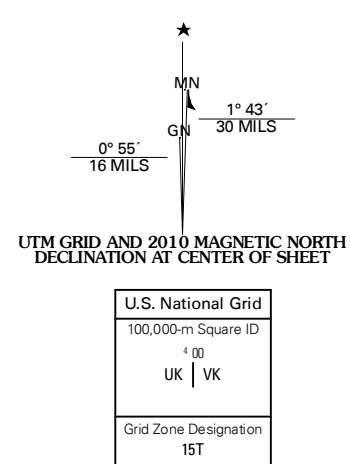 MN
1° 43´
30 MILS
GN
0° 55´
16 MILS
UTM GRID AND 2010 MAGNETIC NORTH
DECLINATION AT CENTER OF SHEET
U.S. National Grid
100,000-m Square ID
4 00
UK VK
Grid Zone Designation
15T